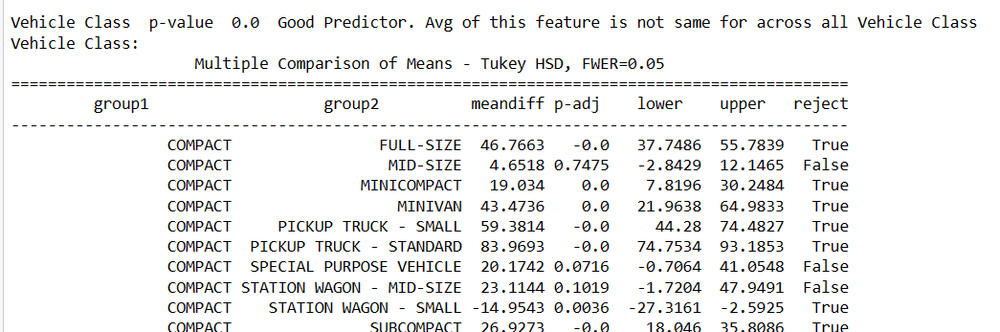 Vehicle Class  p-value  0.0  Good Predictor. Avg of this feature is not same for across all Vehicle Class
Vehicle Class:
Multiple Comparison of Means - Tukey HSD, FWER=0.05
==========================================================================================
group1 group2 meandiff p-adj lower upper reject
------------------------------------------------------------------------------------------
COMPACT FULL-SIZE 46.7663 -0.0 37.7486 55.7839 True
COMPACT MID-SIZE 4.6518 0.7475 -2.8429 12.1465 False
COMPACT MINICOMPACT 19.034 0.0 7.8196 30.2484 True
COMPACT MINIVAN 43.4736 0.0 21.9638 64.9833 True
COMPACT PICKUP TRUCK - SMALL 59.3814 -0.0 44.28 74.4827 True
COMPACT PICKUP TRUCK - STANDARD 83.9693 -0.0 74.7534 93.1853 True
COMPACT SPECIAL PURPOSE VEHICLE 20.1742 0.0716 -0.7064 41.0548 False
COMPACT STATION WAGON - MID-SIZE 23.1144 0.1019 -1.7204 47.9491 False
COMPACT STATION WAGON - SMALL -14.9543 0.0036 -27.3161 -2.5925 True
COMPACT SUBCOMPACT 26.9273 -0.0 18.046 35.8086 True